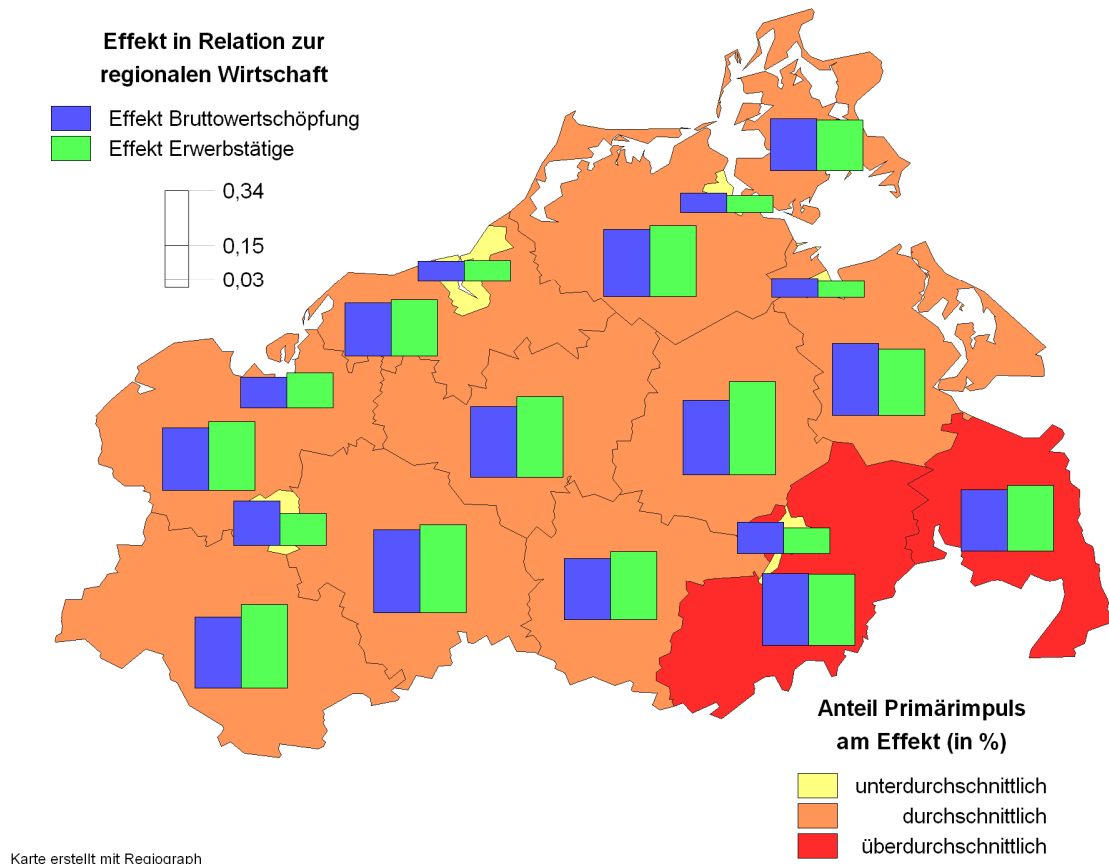 Effekt in Relation zur
regionalen Wirtschaft
Effekt Bruttowertschöpfung
Effekt Erwerbstätige
0,34
0,15
0,03
Anteil Primärimpuls
am Effekt (in %)
unterdurchschnittlich
durchschnittlich
überdurchschnittlich
Karte erstellt mit Regiograph